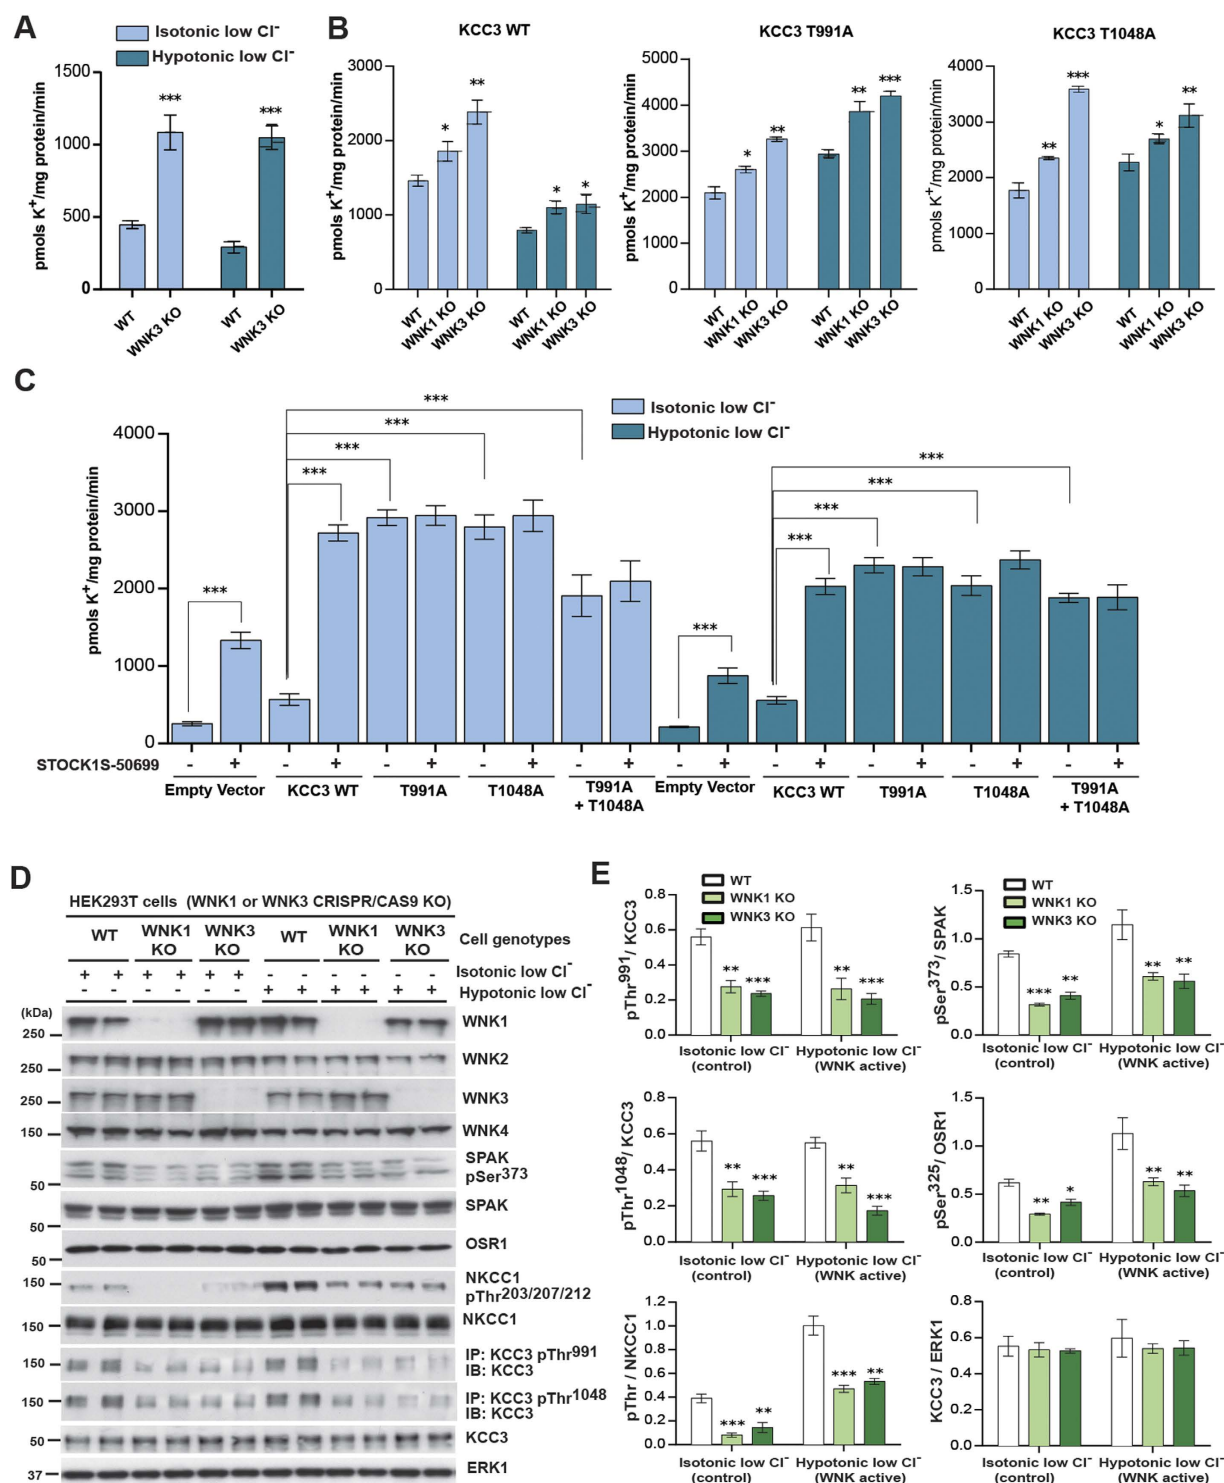 A
Isotonic low Cl-
Hypotonic low Cl-
pmols K+/mg protein/min
1500
1000
500
0
***
***
WT
WNK3 KO
WT
WNK3 KO
B
KCC3 WT
pmols K+/mg protein/min
3000
2000
1000
0
*
**
*
*
WT
WNK1 KO
WNK3 KO
WT
WNK1 KO
WNK3 KO
KCC3 T991A
pmols K+/mg protein/min
5000
4000
3000
2000
1000
0
*
**
**
***
WT
WNK1 KO
WNK3 KO
WT
WNK1 KO
WNK3 KO
KCC3 T1048A
pmols K+/mg protein/min
4000
3000
2000
1000
0
**
***
*
**
WT
WNK1 KO
WNK3 KO
WT
WNK1 KO
WNK3 KO
C
Isotonic low Cl-
Hypotonic low Cl-
pmols K+/mg protein/min
4000
3000
2000
1000
0
***
***
***
***
***
***
***
***
***
***
STOCK1S-50699 - + - + - + - + - + - + - + - + - + - +
Empty Vector KCC3 WT T991A T1048A T991A + T1048A Empty Vector KCC3 WT T991A T1048A T991A + T1048A
D
HEK293T cells (WNK1 or WNK3 CRISPR/CAS9 KO)
WT WNK1 KO WNK3 KO WT WNK1 KO WNK3 KO Cell genotypes
+ + + + + + - - - - - - Isotonic low Cl-
- - - - - - + + + + + + Hypotonic low Cl-
(kDa)
250 WNK1
250 WNK2
250 WNK3
150 WNK4
50 SPAK pSer373
50 SPAK
50 OSR1
150 NKCC1 pThr203/207/212
150 NKCC1
150 IP: KCC3 pThr991
IB: KCC3
150 IP: KCC3 pThr1048
IB: KCC3
50 KCC3
37 ERK1
E
WT
WNK1 KO
WNK3 KO
pThr991/ KCC3
0.8
0.6
0.4
0.2
0.0
**
***
**
***
Isotonic low Cl- (control)
Hypotonic low Cl- (WNK active)
WT
WNK1 KO
WNK3 KO
pSer373/ SPAK
1.5
1.0
0.5
0.0
***
**
**
**
Isotonic low Cl- (control)
Hypotonic low Cl- (WNK active)
pThr1048/ KCC3
0.8
0.6
0.4
0.2
0.0
**
***
**
***
Isotonic low Cl- (control)
Hypotonic low Cl- (WNK active)
pSer325/ OSR1
1.5
1.0
0.5
0.0
**
*
**
**
Isotonic low Cl- (control)
Hypotonic low Cl- (WNK active)
pThr / NKCC1
1.2
1.0
0.8
0.6
0.4
0.2
0.0
***
**
***
**
Isotonic low Cl- (control)
Hypotonic low Cl- (WNK active)
KCC3 / ERK1
0.8
0.6
0.4
0.2
0.0
Isotonic low Cl- (control)
Hypotonic low Cl- (WNK active)